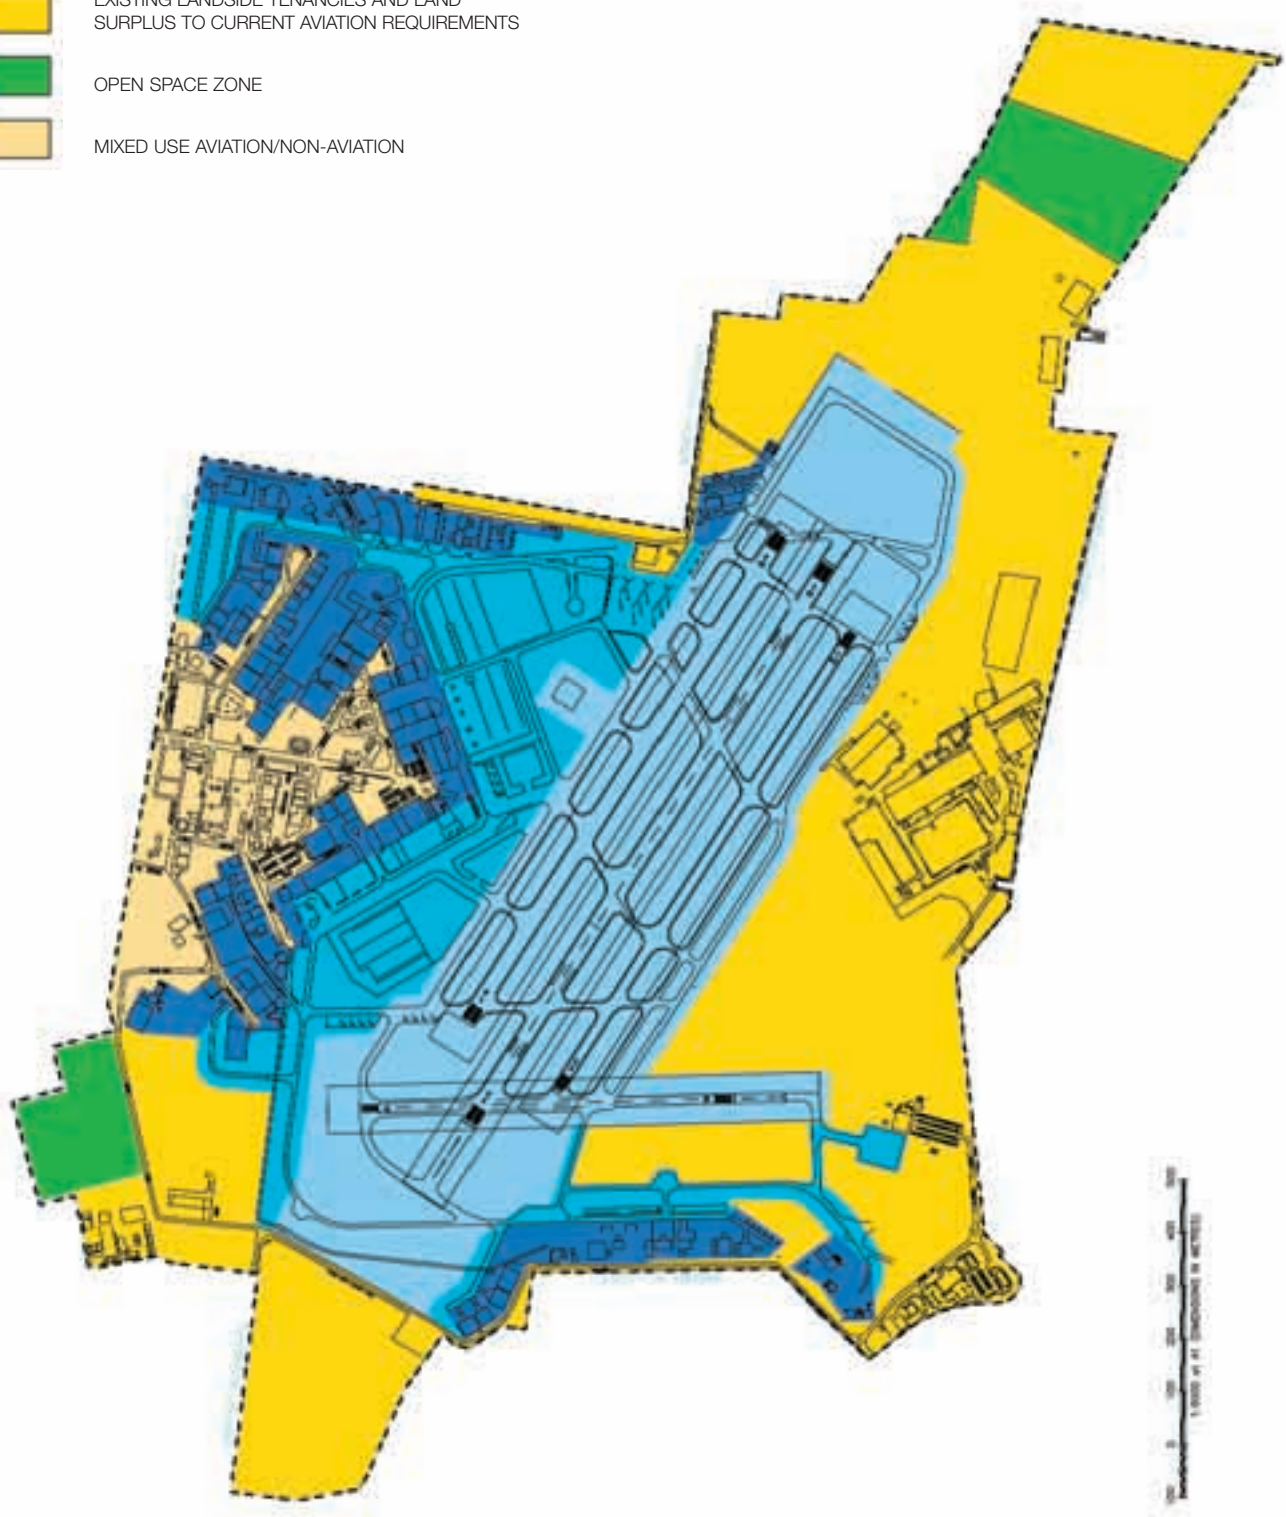 EXISTING LANDSIDE TENANCIES AND LAND
SURPLUS TO CURRENT AVIATION REQUIREMENTS
OPEN SPACE ZONE
MIXED USE AVIATION/NON-AVIATION